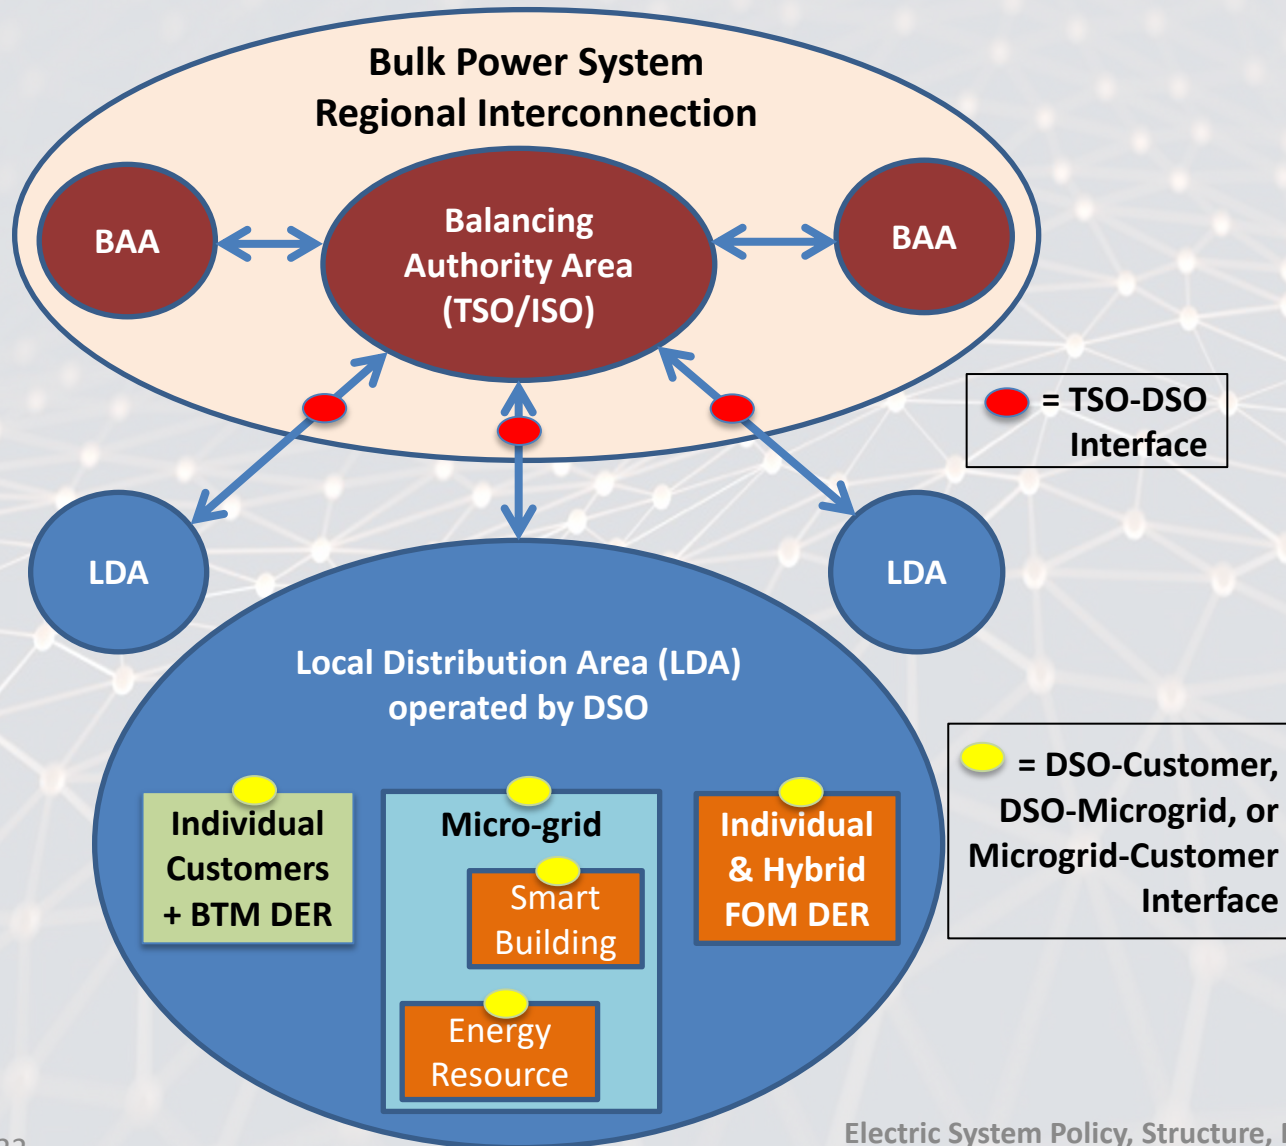 Bulk Power System
Regional Interconnection
BAA
Balancing
Authority Area
(TSO/ISO)
BAA
= TSO-DSO
Interface
LDA
LDA
Local Distribution Area (LDA)
operated by DSO
= DSO-Customer,
DSO-Microgrid, or
Microgrid-Customer
Interface
Individual
Customers
+ BTM DER
Micro-grid
Smart
Building
Energy
Resource
Individual
& Hybrid
FOM DER
Electric System Policy, Structure,